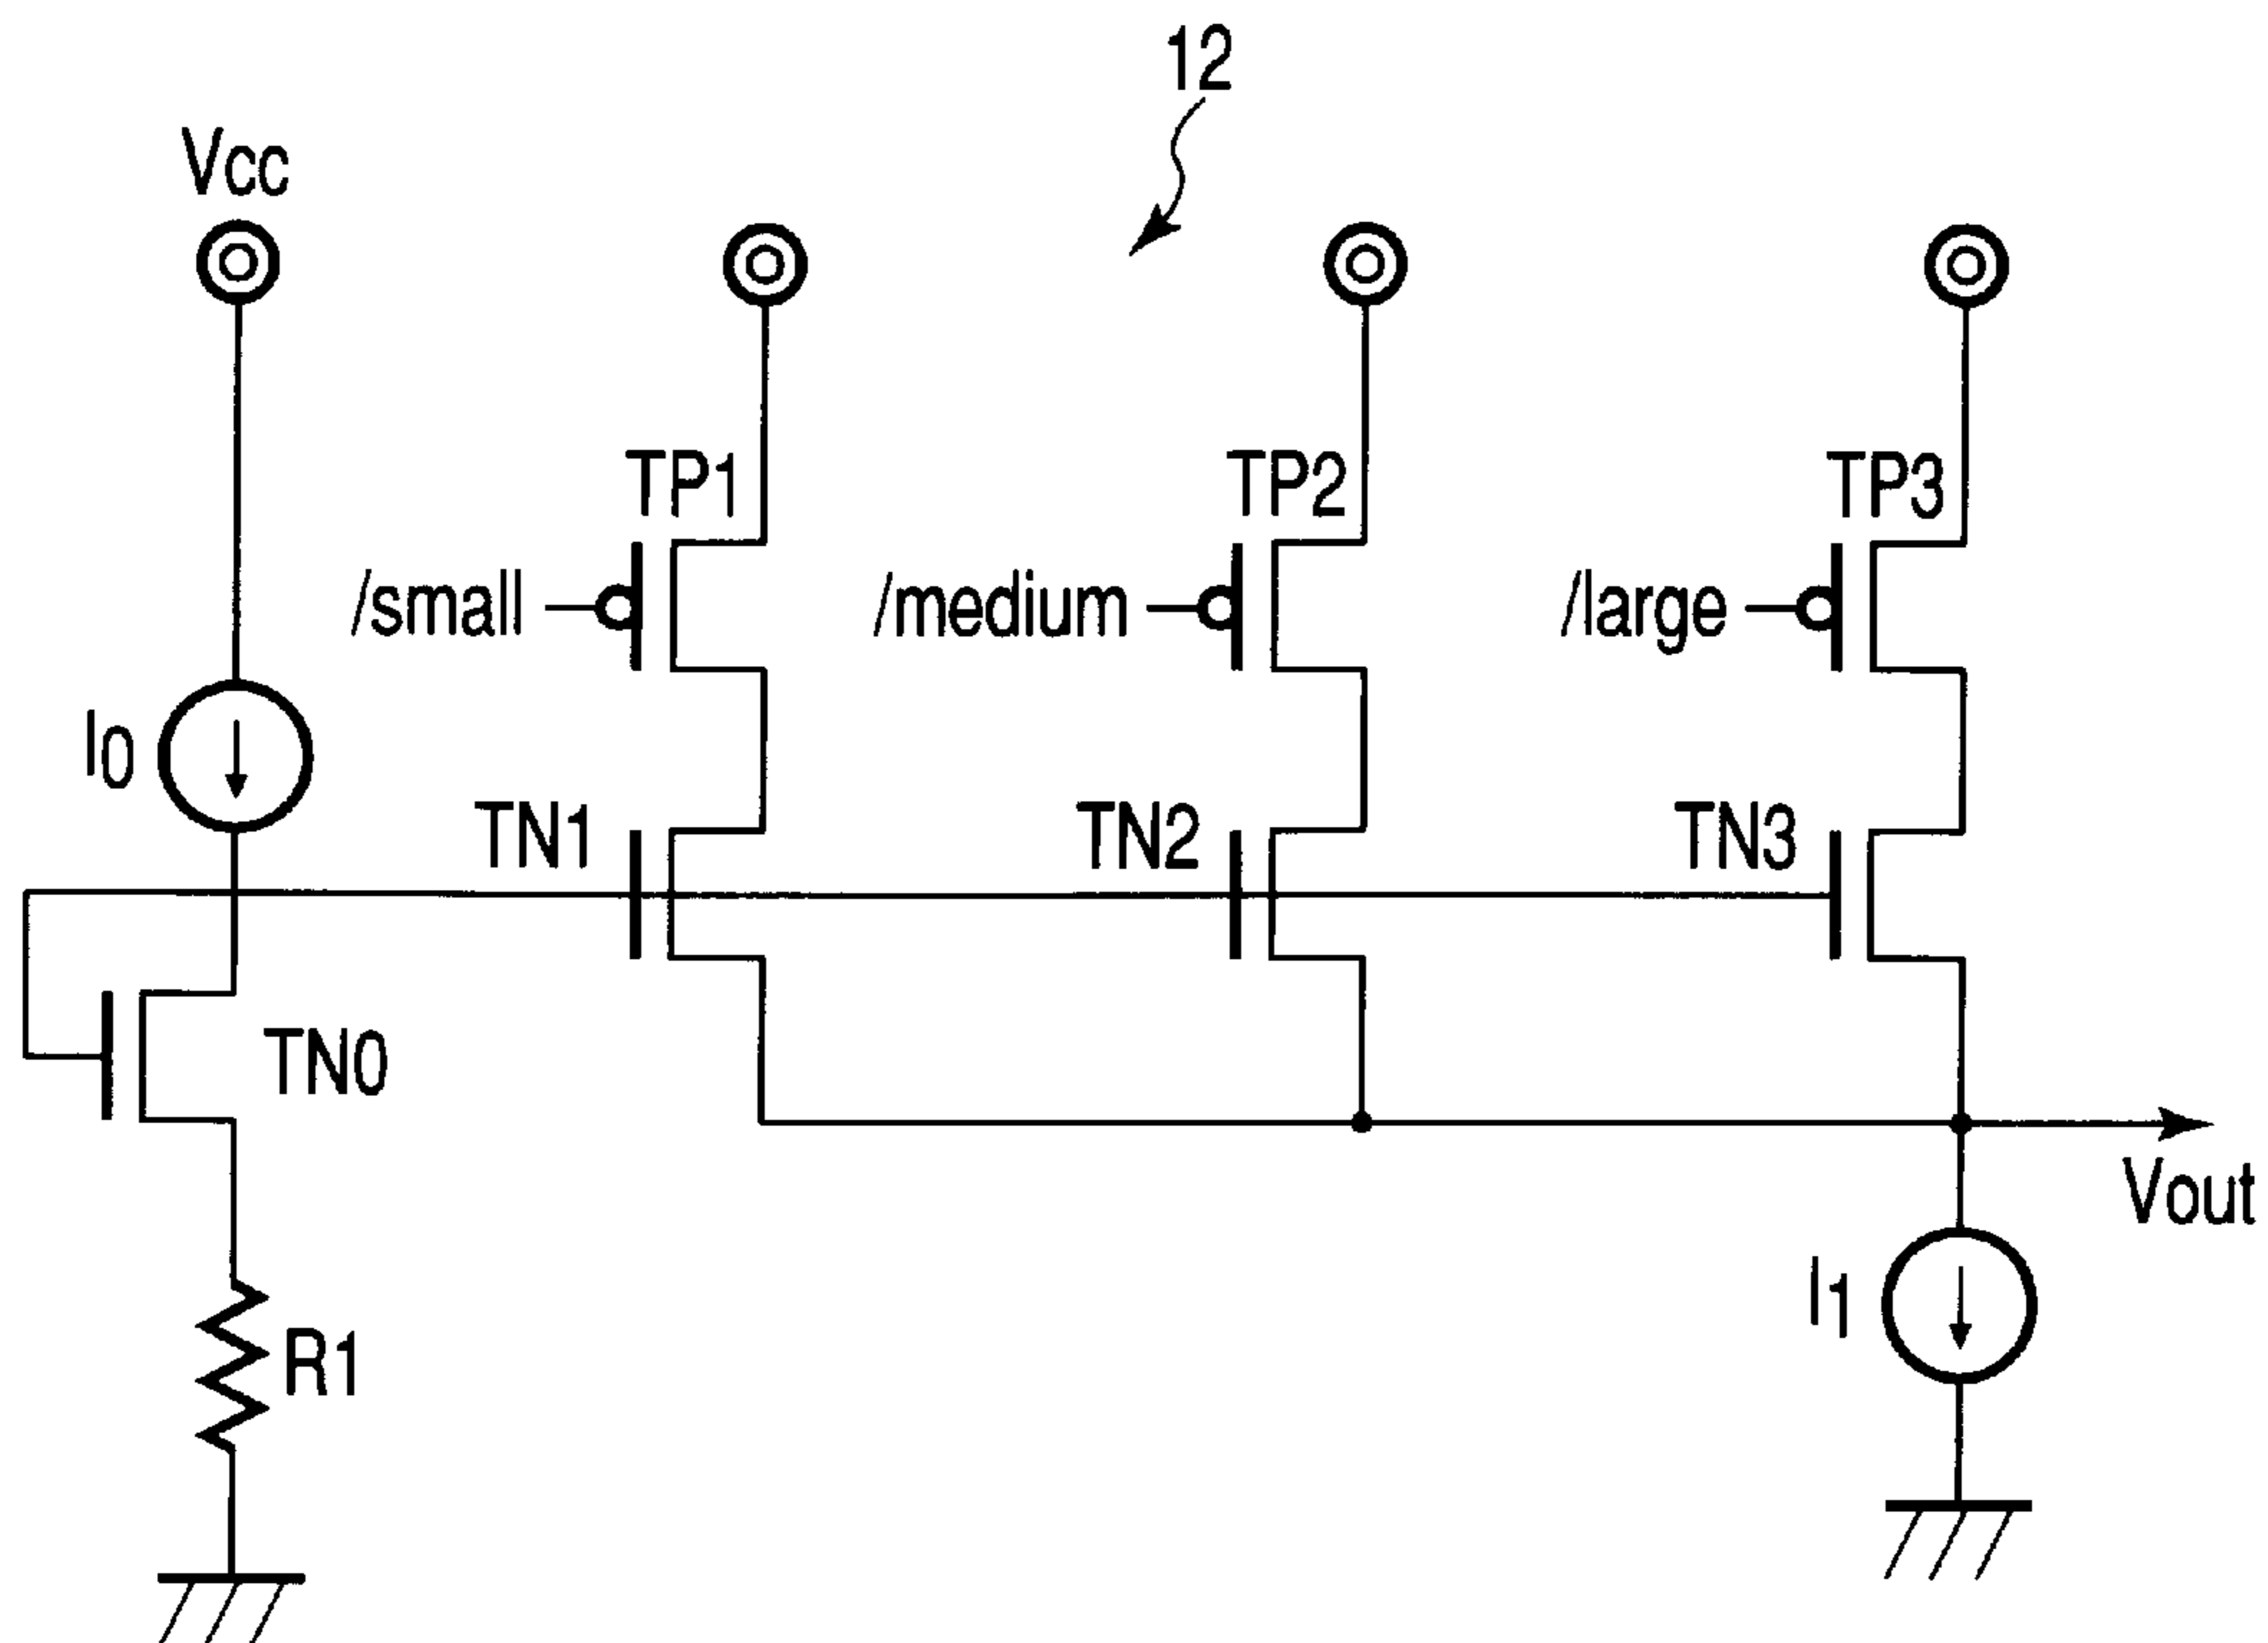 12
Vcc
TP1
TP2
TP3
/small
/medium
/large
I0
TN1
TN2
TN3
TN0
Vout
R1
I1